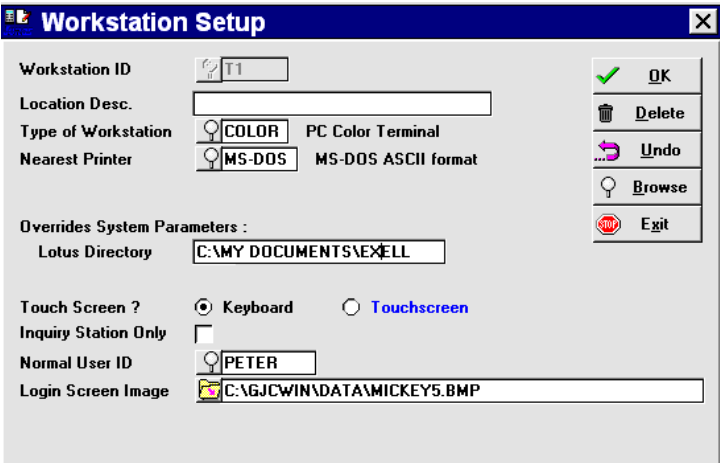 Workstation Setup
Workstation ID T1
OK
Location Desc.
Delete
Type of Workstation COLOR PC Color Terminal
Nearest Printer MS-DOS MS-DOS ASCII format
Undo
Browse
Overrides System Parameters :
Exit
Lotus Directory C:\MY DOCUMENTS\EXELL
Touch Screen ? Keyboard Touchscreen
Inquiry Station Only
Normal User ID PETER
Login Screen Image C:\GJCWIN\DATA\MICKEY5.BMP